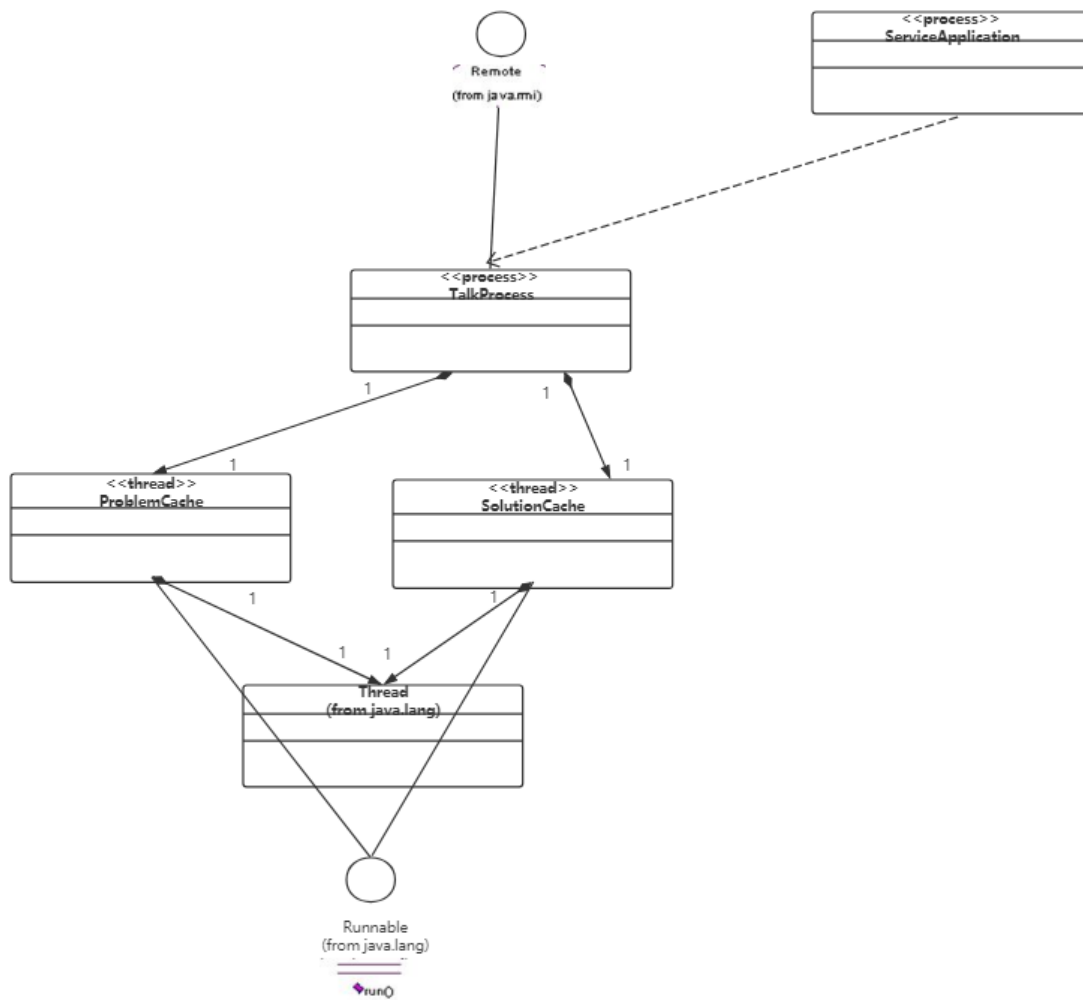 Remote
(from java.rmi)
<<process>>
ServiceApplication
<<process>>
TalkProcess
1
1
1
1
<<thread>>
ProblemCache
<<thread>>
SolutionCache
1
1
1
1
Thread
(from java.lang)
Runnable
(from java.lang)
run()